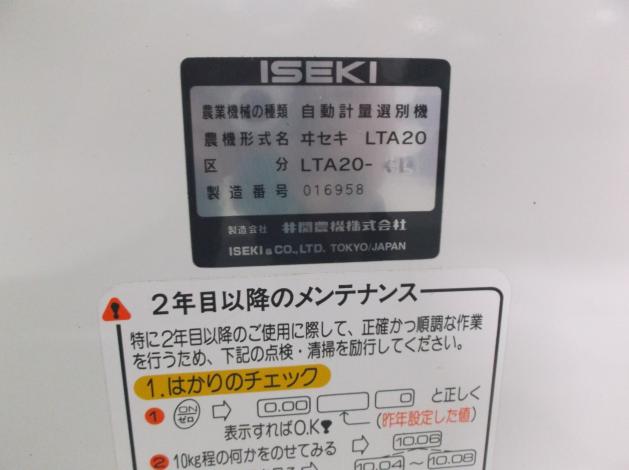 ISEKI
農業機械の種類 自動計量選別機
農機形式名 ヰセキ LTA20
区分 LTA20-
製造番号 016958
製造会社 井関農機株式会社
ISEKI & CO., LTD. TOKYO/JAPAN
2年目以降のメンテナンス
特に2年目以降のご使用に際して、正確かつ順調な作業
を行うため、下記の点検・清掃を励行してください。
1.はかりのチェック
1 ON ゼロ ⇨ 0.00 0 と正しく
表示すればO.K! (昨年設定した値)
2 10kg程の何かをのせてみる ⇨ 10.06
10.04 ~ 10.08